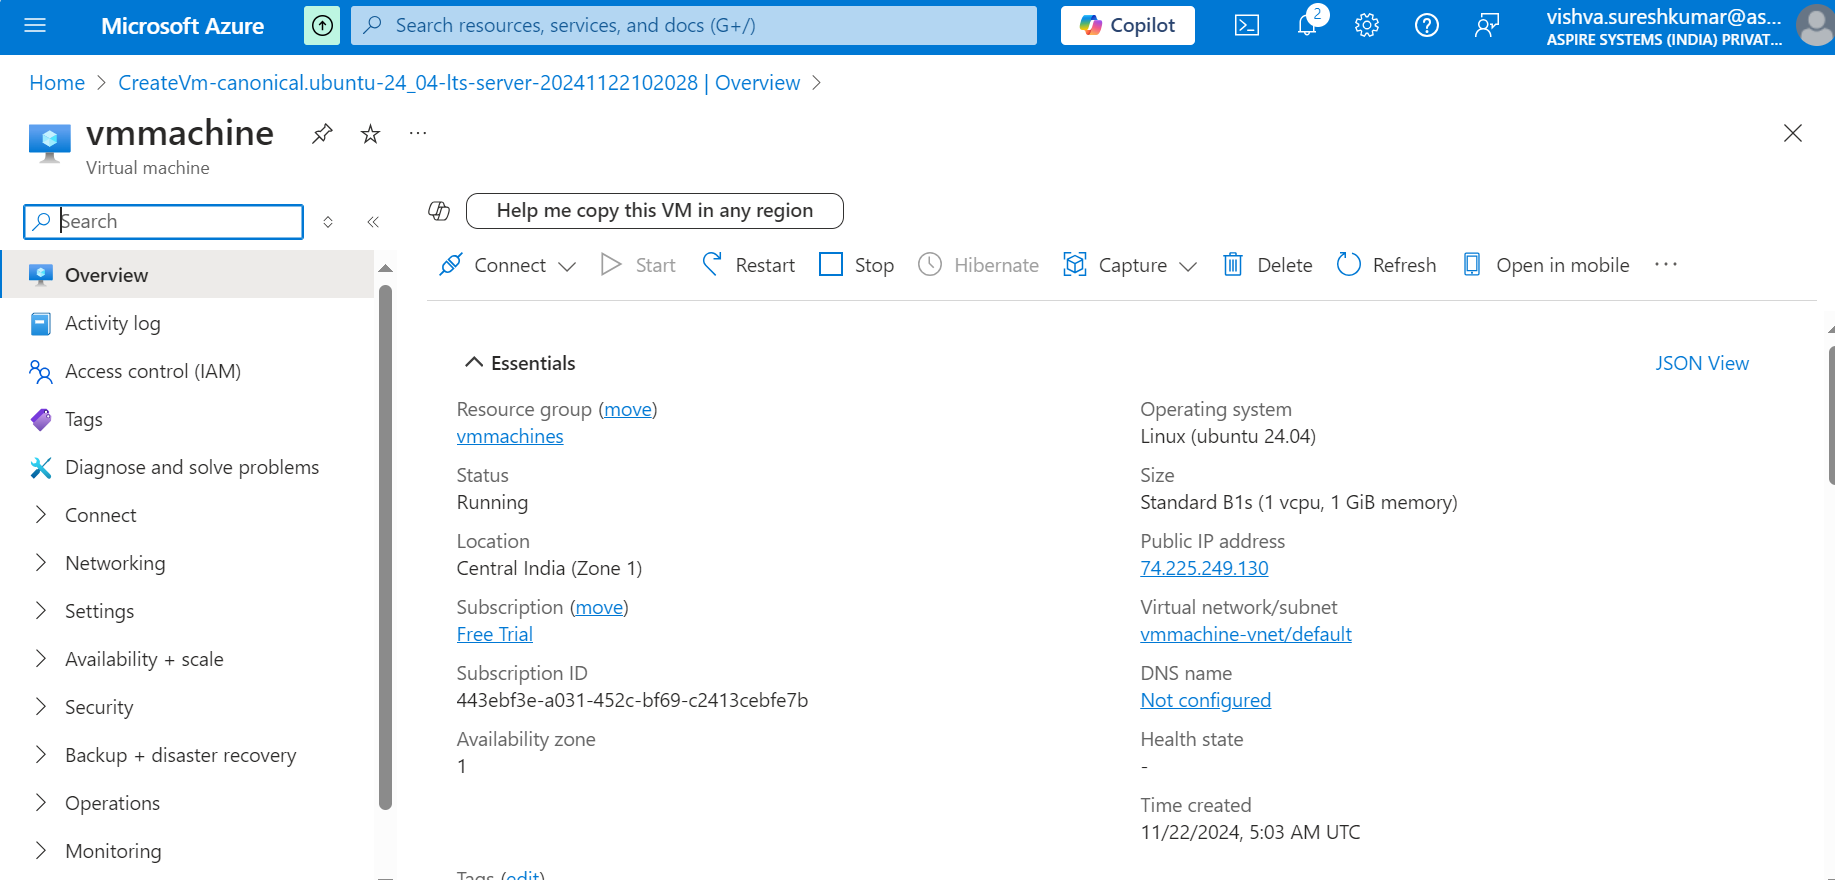 Microsoft Azure
Search resources, services, and docs (G+/)
Copilot
2
vishva.sureshkumar@as...
ASPIRE SYSTEMS (INDIA) PRIVAT...
Home > CreateVm-canonical.ubuntu-24_04-lts-server-20241122102028 | Overview >
vmmachine
Virtual machine
Search
Overview
Activity log
Access control (IAM)
Tags
Diagnose and solve problems
Connect
Networking
Settings
Availability + scale
Security
Backup + disaster recovery
Operations
Monitoring
Help me copy this VM in any region
Connect Start Restart Stop Hibernate Capture Delete Refresh Open in mobile ...
Essentials
JSON View
Resource group (move)
vmmachines
Status
Running
Location
Central India (Zone 1)
Subscription (move)
Free Trial
Subscription ID
443ebf3e-a031-452c-bf69-c2413cebfe7b
Availability zone
1
Operating system
Linux (ubuntu 24.04)
Size
Standard B1s (1 vcpu, 1 GiB memory)
Public IP address
74.225.249.130
Virtual network/subnet
vmmachine-vnet/default
DNS name
Not configured
Health state
-
Time created
11/22/2024, 5:03 AM UTC
Tags (edit)